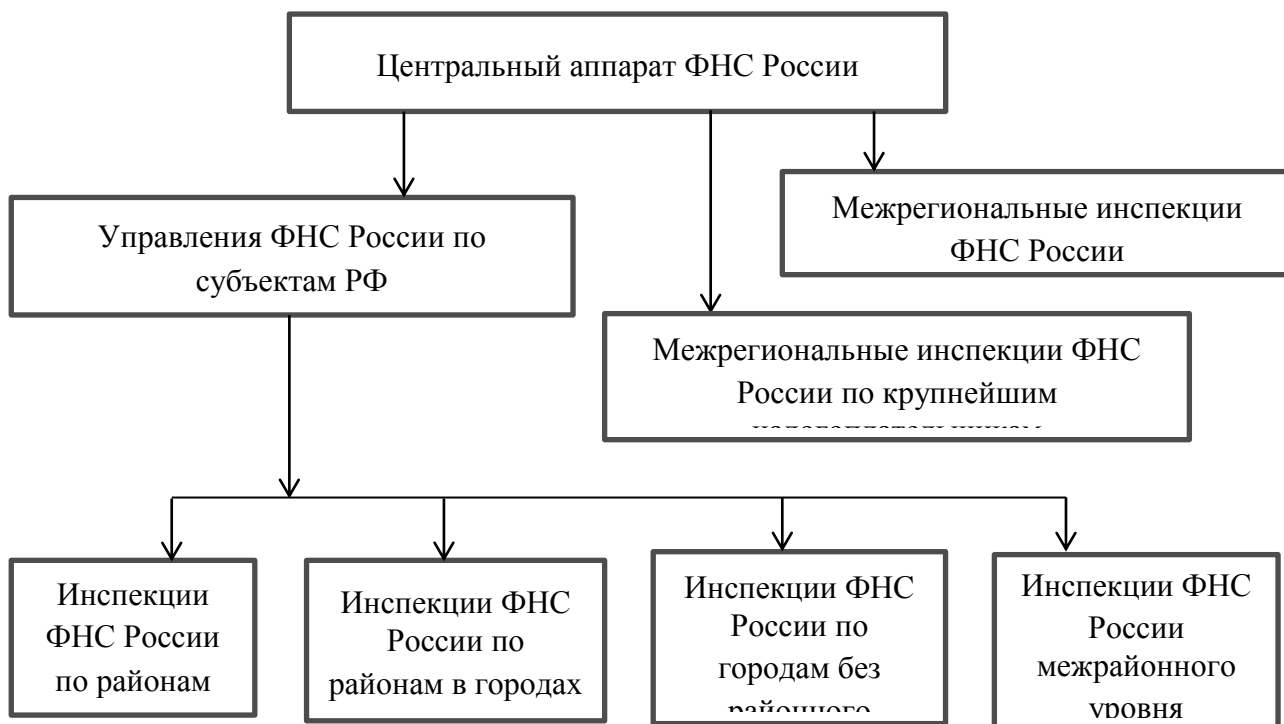 Центральный аппарат ФНС России
Управления ФНС России по
субъектам РФ
Межрегиональные инспекции
ФНС России
Межрегиональные инспекции ФНС
России по крупнейшим
налогоплательщикам
Инспекции
ФНС России
по районам
Инспекции ФНС
России по
районам в городах
Инспекции ФНС
России по
городам без
районного
Инспекции ФНС
России
межрайонного
уровня